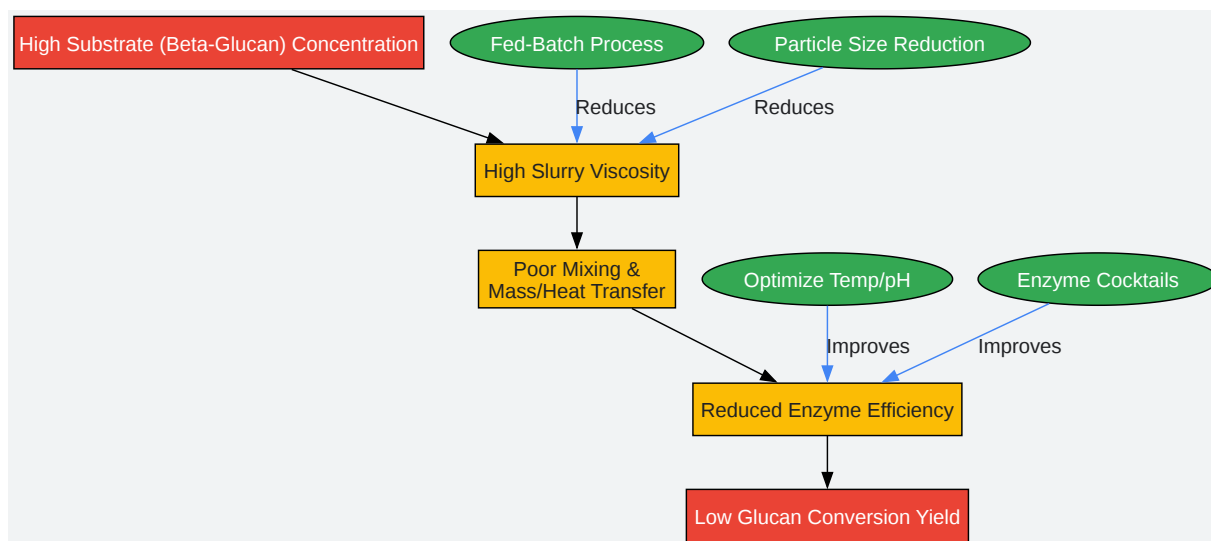 High Substrate (Beta-Glucan) Concentration
Fed-Batch Process
Particle Size Reduction
Reduces
Reduces
High Slurry Viscosity
Poor Mixing &
Mass/Heat Transfer
Optimize Temp/pH
Enzyme Cocktails
Improves
Improves
Reduced Enzyme Efficiency
Low Glucan Conversion Yield